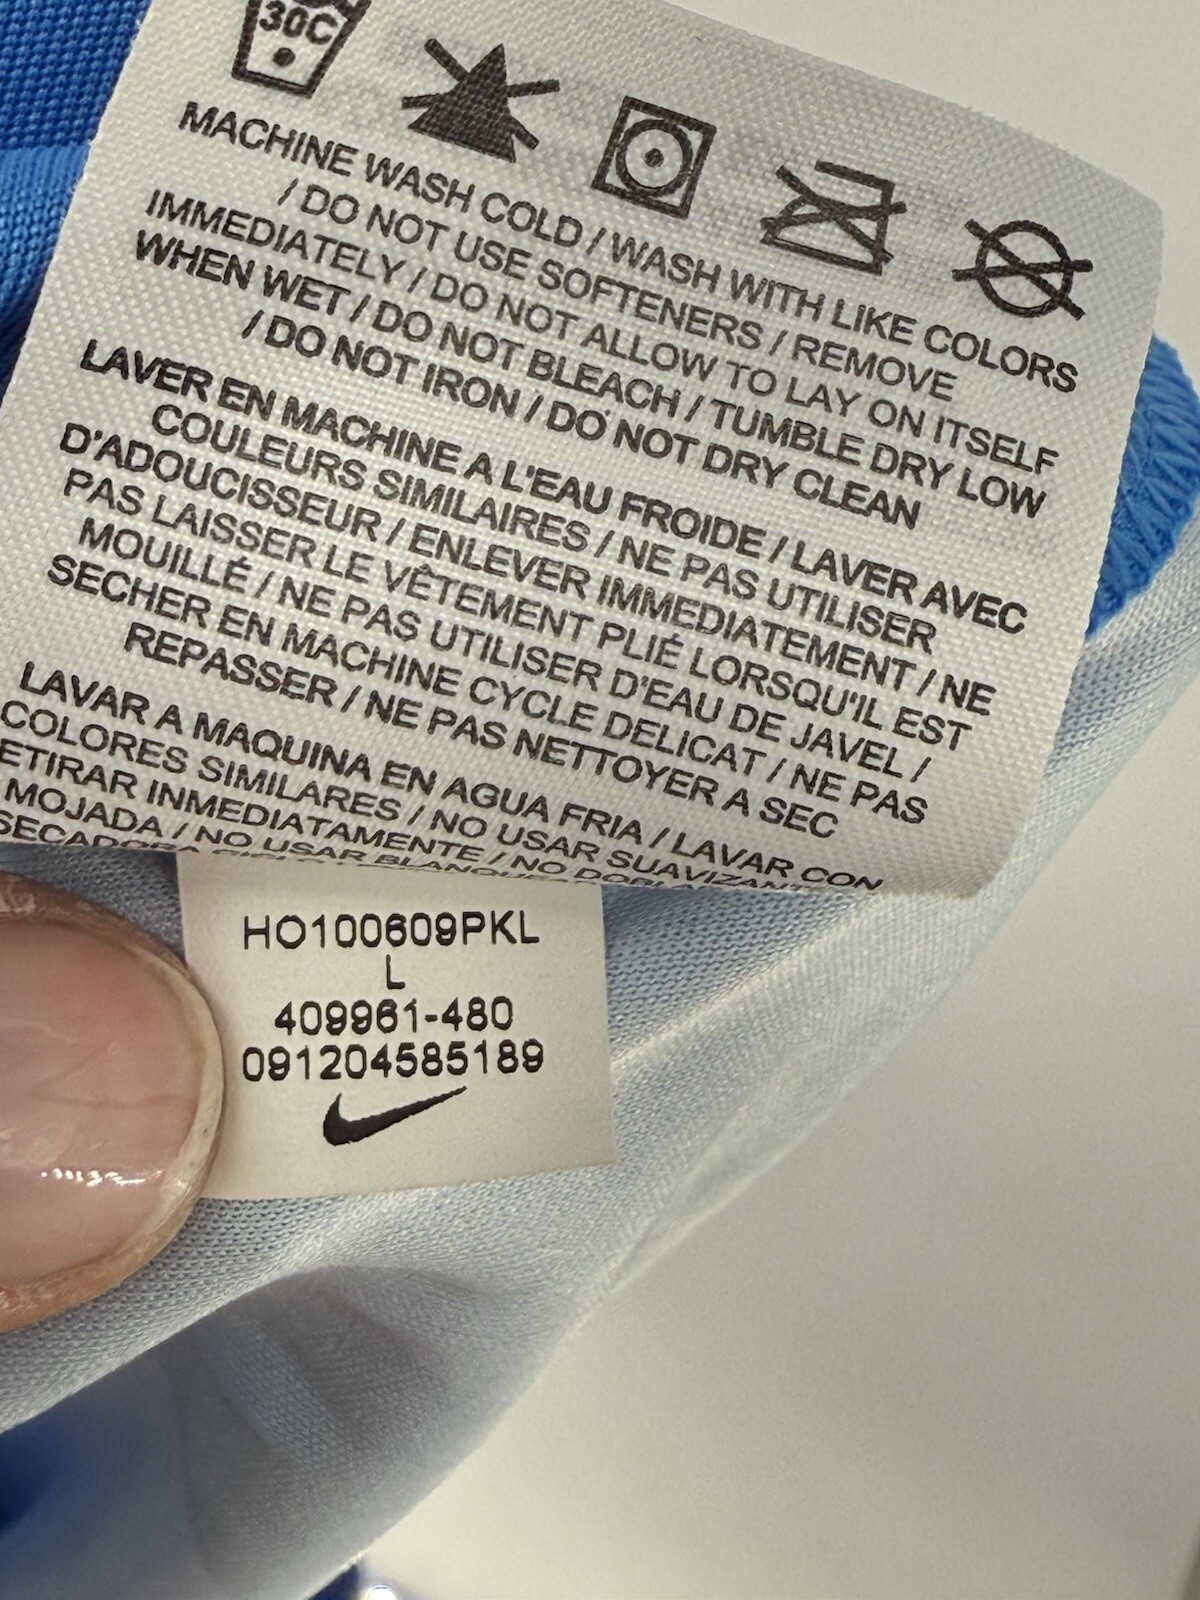 30C
MACHINE WASH COLD / WASH WITH LIKE COLORS
/ DO NOT USE SOFTENERS / REMOVE
IMMEDIATELY / DO NOT ALLOW TO LAY ON ITSELF
WHEN WET / DO NOT BLEACH / TUMBLE DRY LOW
/ DO NOT IRON / DO NOT DRY CLEAN
LAVER EN MACHINE A L'EAU FROIDE / LAVER AVEC
COULEURS SIMILAIRES / NE PAS UTILISER
D'ADOUCISSEUR / ENLEVER IMMEDIATEMENT / NE
PAS LAISSER LE VÊTEMENT PLIÉ LORSQU'IL EST
MOUILLÉ / NE PAS UTILISER D'EAU DE JAVEL /
SECHER EN MACHINE CYCLE DELICAT / NE PAS
REPASSER / NE PAS NETTOYER A SEC
LAVAR A MAQUINA EN AGUA FRIA / LAVAR CON
COLORES SIMILARES / NO USAR SUAVIZANTE
ETIRAR INMEDIATAMENTE / NO DOBLA
MOJADA / NO USAR BLANQUEA
SECADORA CICLO
HO100609PKL
L
409961-480
091204585189